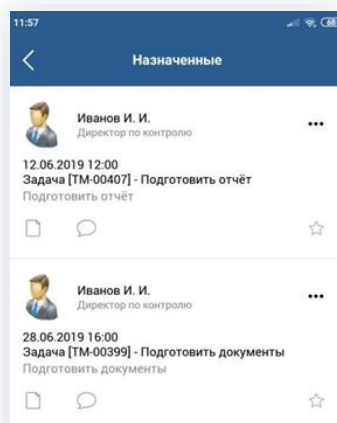 11:57
68
Назначенные
Иванов И. И.
Директор по контролю
12.06.2019 12:00
Задача [ТМ-00407] - Подготовить отчёт
Подготовить отчёт
Иванов И. И.
Директор по контролю
28.06.2019 16:00
Задача [ТМ-00399] - Подготовить документы
Подготовить документы